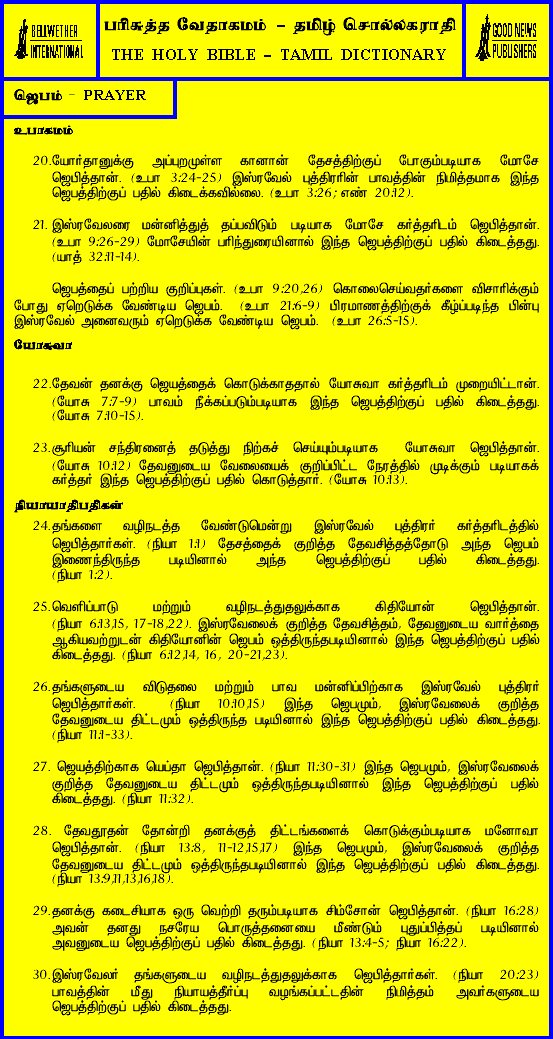 BELLWETHER
INTERNATIONAL
பரிசுத்த வேதாகமம் – தமிழ் சொல்லகராதி
THE HOLY BIBLE – TAMIL DICTIONARY
GOOD NEWS
PUBLISHERS
ஜெபம் – PRAYER
உபாகமம்
20.யோர்தானுக்கு அப்புறமுள்ள கானான் தேசத்திற்குப் போகும்படியாக மோசே
ஜெபித்தான். (உபா 3:24-25) இஸ்ரவேல் புத்திரரின் பாவத்தின் நிமித்தமாக இந்த
ஜெபத்திற்குப் பதில் கிடைக்கவில்லை. (உபா 3:26; எண் 20:12).
21. இஸ்ரவேலரை மன்னித்துத் தப்பவிடும் படியாக மோசே கர்த்தரிடம் ஜெபித்தான்.
(உபா 9:26-29) மோசேயின் பரிந்துரையினால் இந்த ஜெபத்திற்குப் பதில் கிடைத்தது.
(யாத் 32:11-14).
ஜெபத்தைப் பற்றிய குறிப்புகள். (உபா 9:20,26) கொலைசெய்வதர்களை விசாரிக்கும்
போது ஏறெடுக்க வேண்டிய ஜெபம். (உபா 21:6-9) பிரமாணத்திற்குக் கீழ்ப்படிந்த பின்பு
இஸ்ரவேல் அனைவரும் ஏறெடுக்க வேண்டிய ஜெபம். (உபா 26:5-15).
யோசுவா
22.தேவன் தனக்கு ஜெயத்தைக் கொடுக்காததால் யோசுவா கர்த்தரிடம் முறையிட்டான்.
(யோசு 7:7-9) பாவம் நீக்கப்படும்படியாக இந்த ஜெபத்திற்குப் பதில் கிடைத்தது.
(யோசு 7:10-15).
23.சூரியன் சந்திரனைத் தடுத்து நிற்கச் செய்யும்படியாக யோசுவா ஜெபித்தான்.
(யோசு 10:12) தேவனுடைய வேலையைக் குறிப்பிட்ட நேரத்தில் முடிக்கும் படியாகக்
கர்த்தர் இந்த ஜெபத்திற்குப் பதில் கொடுத்தார். (யோசு 10:13).
நியாயாதிபதிகள்
24.தங்களை வழிநடத்த வேண்டுமென்று இஸ்ரவேல் புத்திரர் கர்த்தரிடத்தில்
ஜெபித்தார்கள். (நியா 1:1) தேசத்தைக் குறித்த தேவசித்தத்தோடு அந்த ஜெபம்
இணைந்திருந்த படியினால் அந்த ஜெபத்திற்குப் பதில் கிடைத்தது.
(நியா 1:2).
25.வெளிப்பாடு மற்றும் வழிநடத்துதலுக்காக கிதியோன் ஜெபித்தான்.
(நியா 6:13,15, 17-18,22). இஸ்ரவேலைக் குறித்த தேவசித்தம், தேவனுடைய வார்த்தை
ஆகியவற்றுடன் கிதியோனின் ஜெபம் ஒத்திருந்தபடியினால் இந்த ஜெபத்திற்குப் பதில்
கிடைத்தது. (நியா 6:12,14, 16, 20-21,23).
26.தங்களுடைய விடுதலை மற்றும் பாவ மன்னிப்பிற்காக இஸ்ரவேல் புத்திரர்
ஜெபித்தார்கள். (நியா 10:10,15) இந்த ஜெபமும், இஸ்ரவேலைக் குறித்த
தேவனுடைய திட்டமும் ஒத்திருந்த படியினால் இந்த ஜெபத்திற்குப் பதில் கிடைத்தது.
(நியா 11:1-33).
27. ஜெயத்திற்காக யெப்தா ஜெபித்தான். (நியா 11:30-31) இந்த ஜெபமும், இஸ்ரவேலைக்
குறித்த தேவனுடைய திட்டமும் ஒத்திருந்தபடியினால் இந்த ஜெபத்திற்குப் பதில்
கிடைத்தது. (நியா 11:32).
28. தேவதூதன் தோன்றி தனக்குத் திட்டங்களைக் கொடுக்கும்படியாக மனோவா
ஜெபித்தான். (நியா 13:8, 11-12,15,17) இந்த ஜெபமும், இஸ்ரவேலைக் குறித்த
தேவனுடைய திட்டமும் ஒத்திருந்தபடியினால் இந்த ஜெபத்திற்குப் பதில் கிடைத்தது.
(நியா 13:9,11,13,16,18).
29.தனக்கு கடைசியாக ஒரு வெற்றி தரும்படியாக சிம்சோன் ஜெபித்தான். (நியா 16:28)
அவன் தனது நசரேய பொருத்தனையை மீண்டும் புதுப்பித்தப் படியினால்
அவனுடைய ஜெபத்திற்குப் பதில் கிடைத்தது. (நியா 13:4-5; நியா 16:22).
30.இஸ்ரவேலர் தங்களுடைய வழிநடத்துதலுக்காக ஜெபித்தார்கள். (நியா 20:23)
பாவத்தின் மீது நியாயத்தீர்ப்பு வழங்கப்பட்டதின் நிமித்தம் அவர்களுடைய
ஜெபத்திற்குப் பதில் கிடைத்தது.